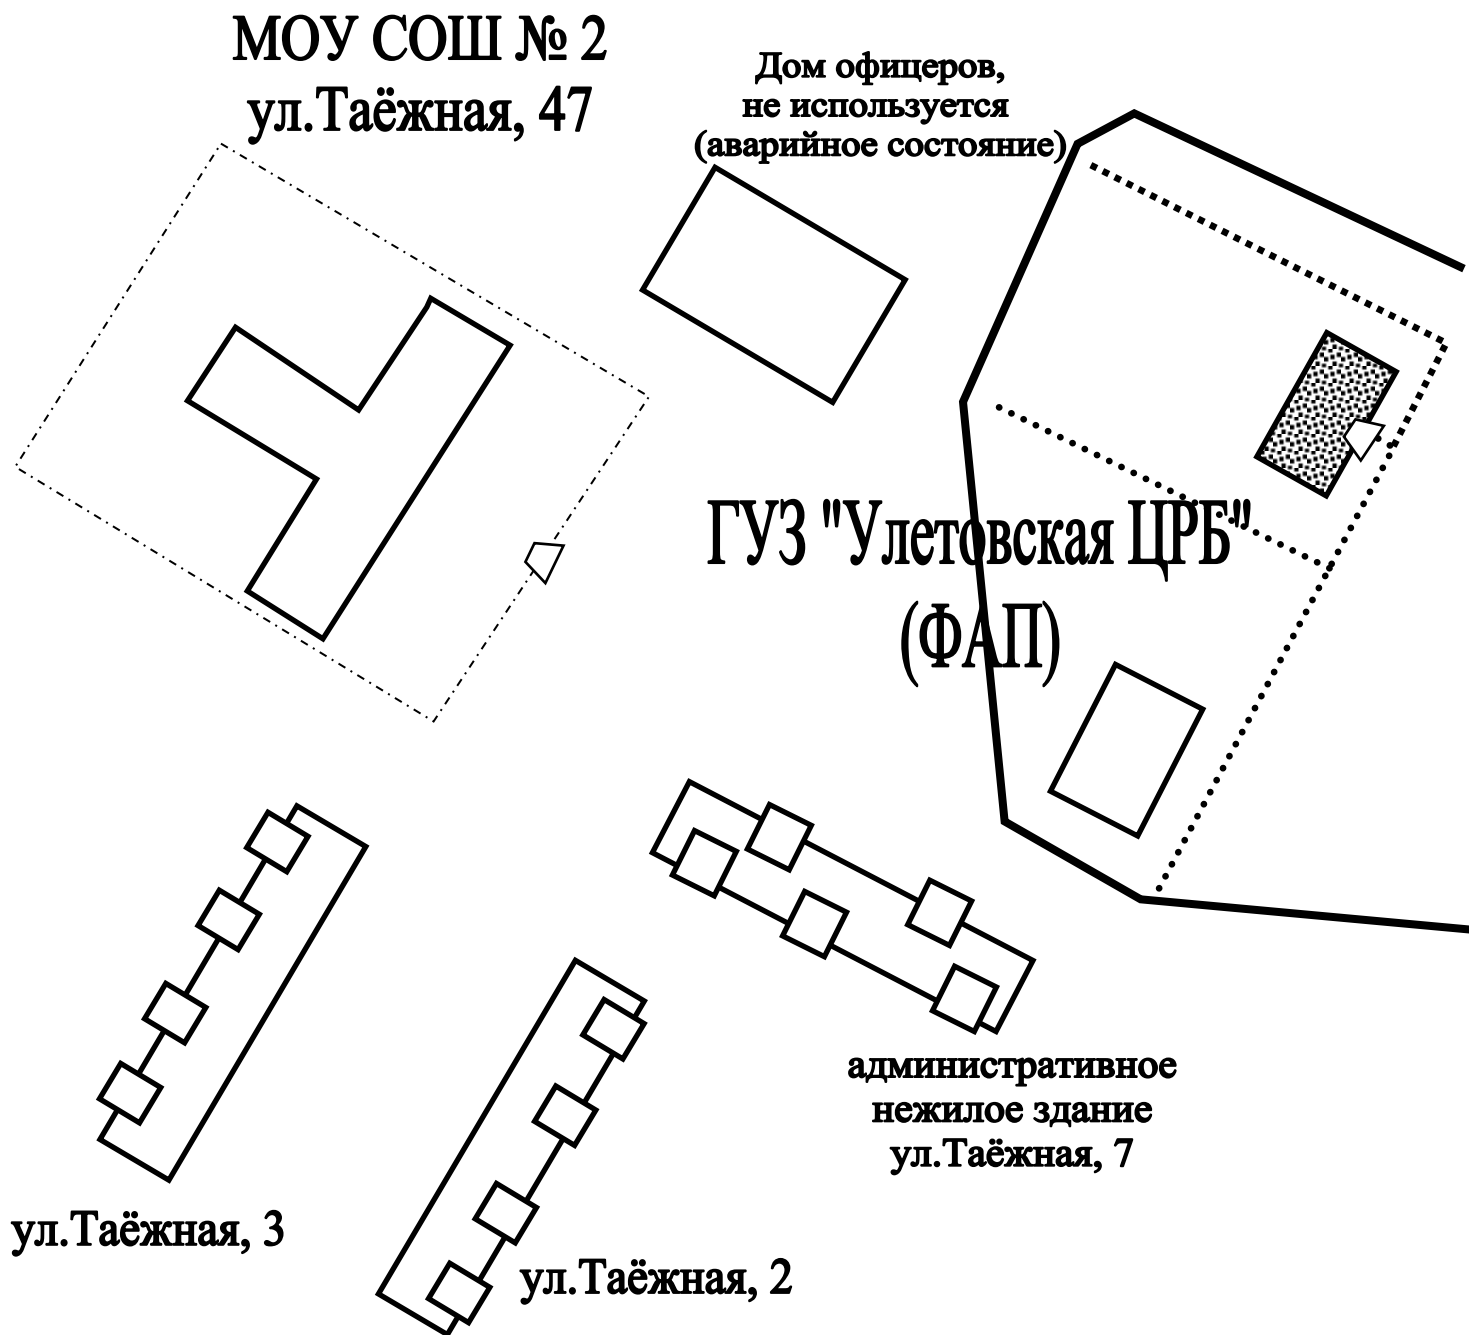 МОУ СОШ № 2
ул.Таёжная, 47
Дом офицеров,
не используется
(аварийное состояние)
ГУЗ "Улетовская ЦРБ"
(ФАП)
административное
нежилое здание
ул.Таёжная, 7
ул.Таёжная, 3
ул.Таёжная, 2